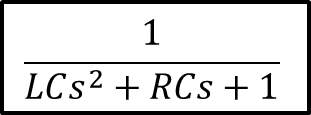 1
LCs² + RCs + 1